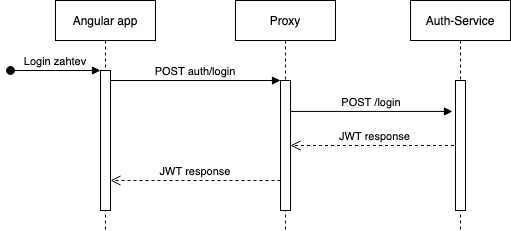 Angular app
Proxy
Auth-Service
Login zahtev
POST auth/login
POST /login
JWT response
JWT response